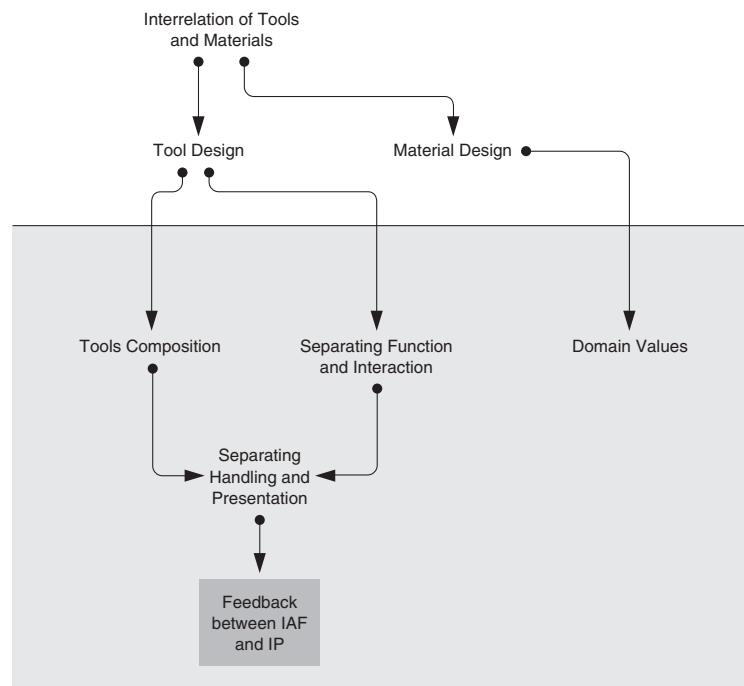 Interrelation of Tools
and Materials
Tool Design
Material Design
Tools Composition
Separating Function
and Interaction
Domain Values
Separating
Handling and
Presentation
Feedback
between IAF
and IP